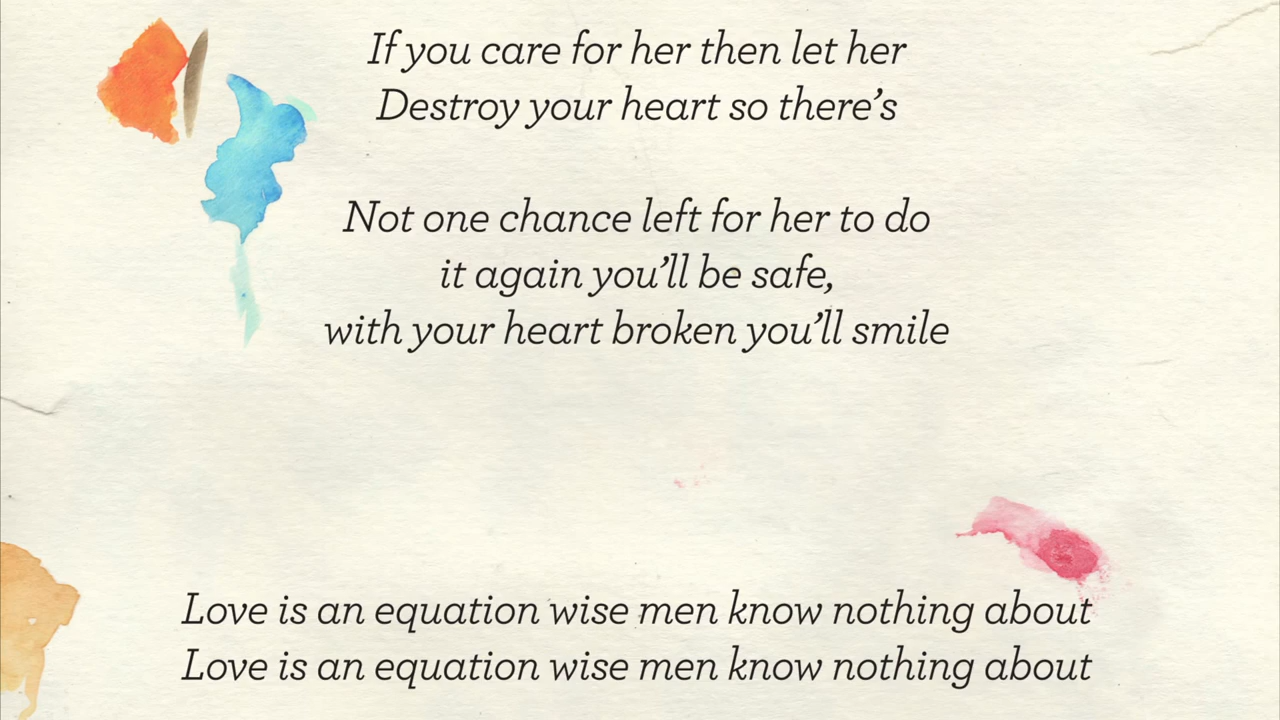 If you care for her then let her
Destroy your heart so there’s
Not one chance left for her to do
it again you’ll be safe,
with your heart broken you’ll smile
Love is an equation wise men know nothing about
Love is an equation wise men know nothing about